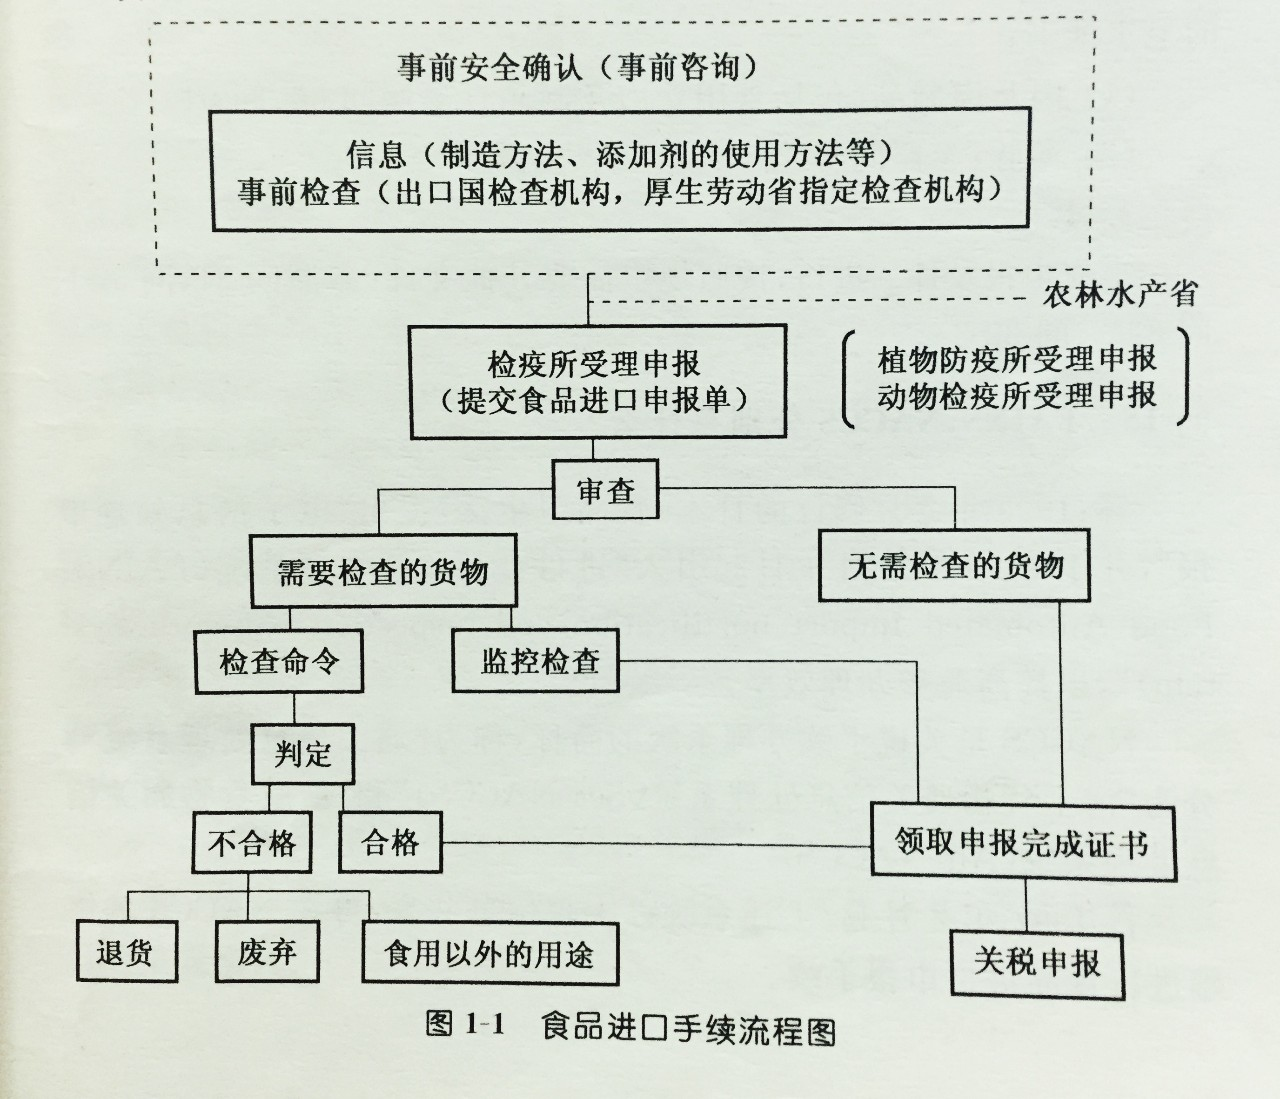 事前安全确认（事前咨询）
信息（制造方法、添加剂的使用方法等）
事前检查（出口国检查机构，厚生劳动省指定检查机构）
农林水产省
检疫所受理申报
（提交食品进口申报单）
植物防疫所受理申报
动物检疫所受理申报
审查
需要检查的货物
无需检查的货物
检查命令
监控检查
判定
不合格
合格
领取申报完成证书
退货
废弃
食用以外的用途
关税申报
图 1-1 食品进口手续流程图